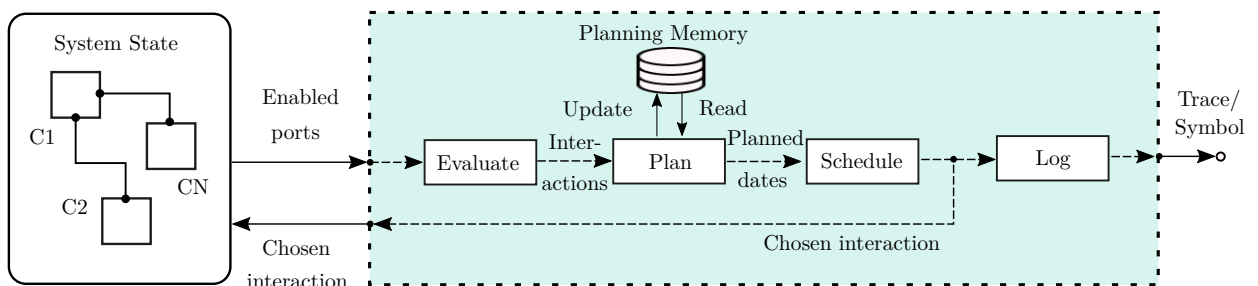 System State
C1
CN
C2
Enabled
ports
Chosen
interaction
Planning Memory
Update
Read
Evaluate
Inter-
actions
Plan
Planned
dates
Schedule
Log
Chosen interaction
Trace/
Symbol